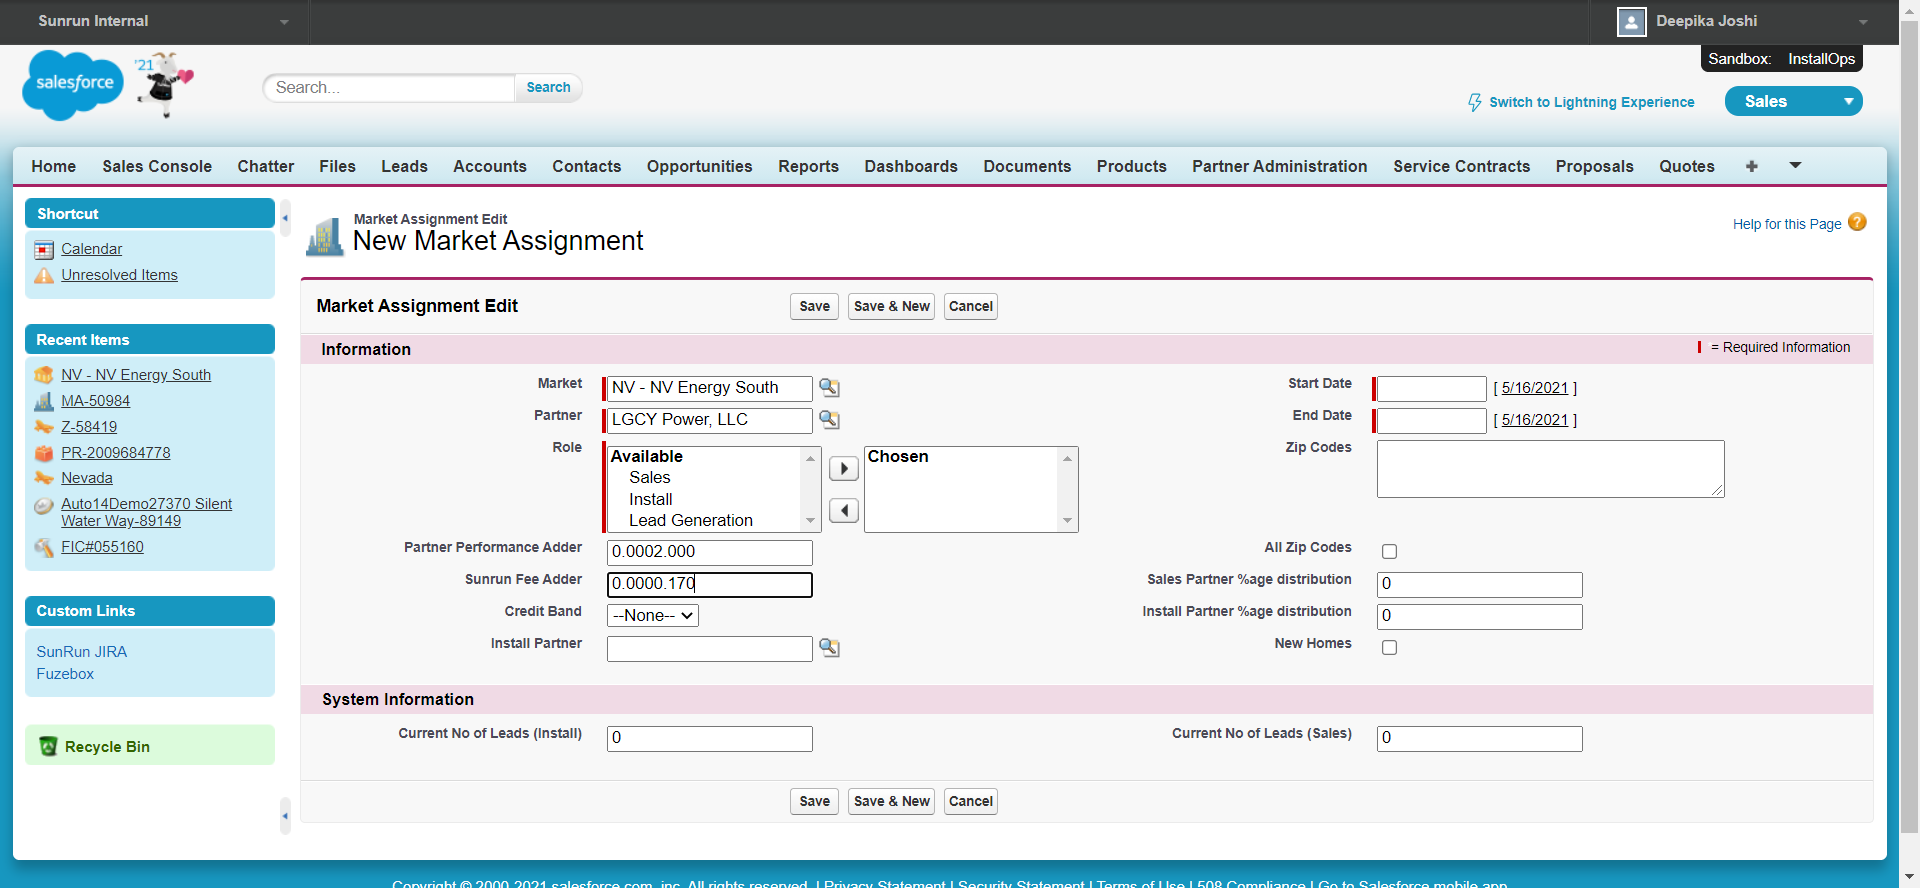 Sunrun Internal
Deepika Joshi
Sandbox: InstallOps
salesforce
'21
Search...
Search
Switch to Lightning Experience
Sales
Home Sales Console Chatter Files Leads Accounts Contacts Opportunities Reports Dashboards Documents Products Partner Administration Service Contracts Proposals Quotes +
Shortcut
Calendar
Unresolved Items
Recent Items
NV - NV Energy South
MA-50984
Z-58419
PR-2009684778
Nevada
Auto14Demo27370 Silent
Water Way-89149
FIC#055160
Custom Links
SunRun JIRA
Fuzebox
Recycle Bin
Market Assignment Edit
New Market Assignment
Help for this Page ?
Market Assignment Edit
Save Save & New Cancel
Information
= Required Information
Market NV - NV Energy South
Start Date [ 5/16/2021 ]
Partner LGCY Power, LLC
End Date [ 5/16/2021 ]
Role
Available
Sales
Install
Lead Generation
Chosen
Zip Codes
Partner Performance Adder 0.0002.000
All Zip Codes
Sunrun Fee Adder 0.0000.170
Sales Partner %age distribution 0
Credit Band --None--
Install Partner %age distribution 0
Install Partner
New Homes
System Information
Current No of Leads (Install) 0
Current No of Leads (Sales) 0
Save Save & New Cancel
Copyright © 2000-2021 salesforce.com, inc. All rights reserved. | Privacy Statement | Security Statement | Terms of Use | 508 Compliance | Go to Salesforce mobile app